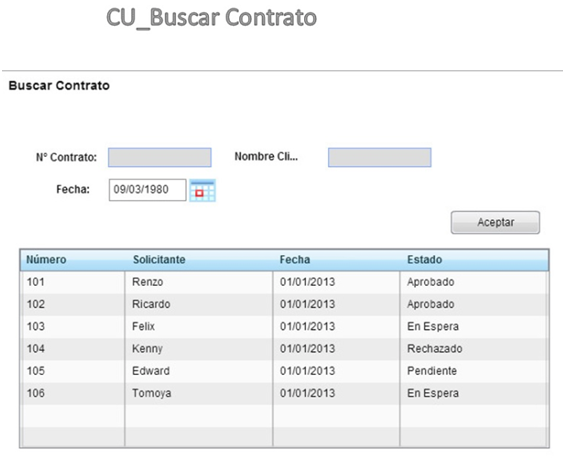 CU_Buscar Contrato
Buscar Contrato
N° Contrato: Nombre Cli...
Fecha: 09/03/1980
Aceptar
Número Solicitante Fecha Estado
101 Renzo 01/01/2013 Aprobado
102 Ricardo 01/01/2013 Aprobado
103 Felix 01/01/2013 En Espera
104 Kenny 01/01/2013 Rechazado
105 Edward 01/01/2013 Pendiente
106 Tomoya 01/01/2013 En Espera